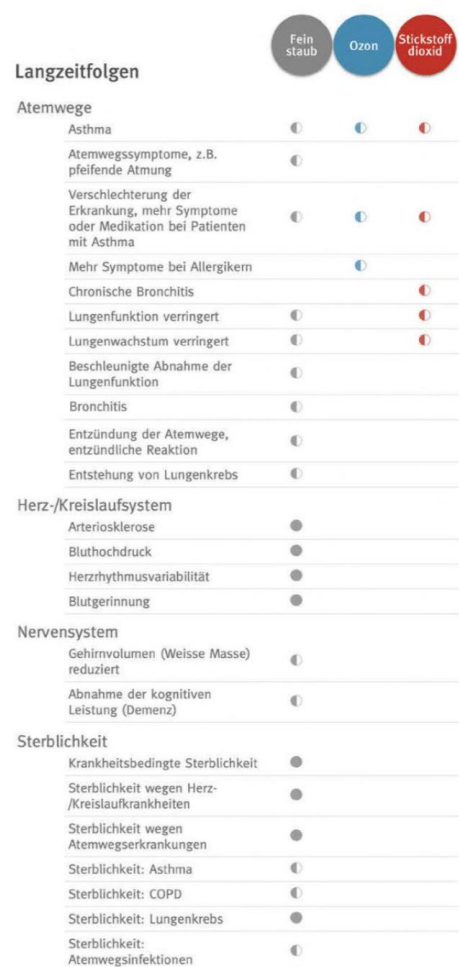 Fein
staub
Ozon
Stickstoff
dioxid
Langzeitfolgen
Atemwege
Asthma
Atemwegssymptome, z.B.
pfeifende Atmung
Verschlechterung der
Erkrankung, mehr Symptome
oder Medikation bei Patienten
mit Asthma
Mehr Symptome bei Allergikern
Chronische Bronchitis
Lungenfunktion verringert
Lungenwachstum verringert
Beschleunigte Abnahme der
Lungenfunktion
Bronchitis
Entzündung der Atemwege,
entzündliche Reaktion
Entstehung von Lungenkrebs
Herz-/Kreislaufsystem
Arteriosklerose
Bluthochdruck
Herzrhythmusvariabilität
Blutgerinnung
Nervensystem
Gehirnvolumen (Weisse Masse)
reduziert
Abnahme der kognitiven
Leistung (Demenz)
Sterblichkeit
Krankheitsbedingte Sterblichkeit
Sterblichkeit wegen Herz-
/Kreislaufkrankheiten
Sterblichkeit wegen
Atemwegserkrankungen
Sterblichkeit: Asthma
Sterblichkeit: COPD
Sterblichkeit: Lungenkrebs
Sterblichkeit:
Atemwegsinfektionen